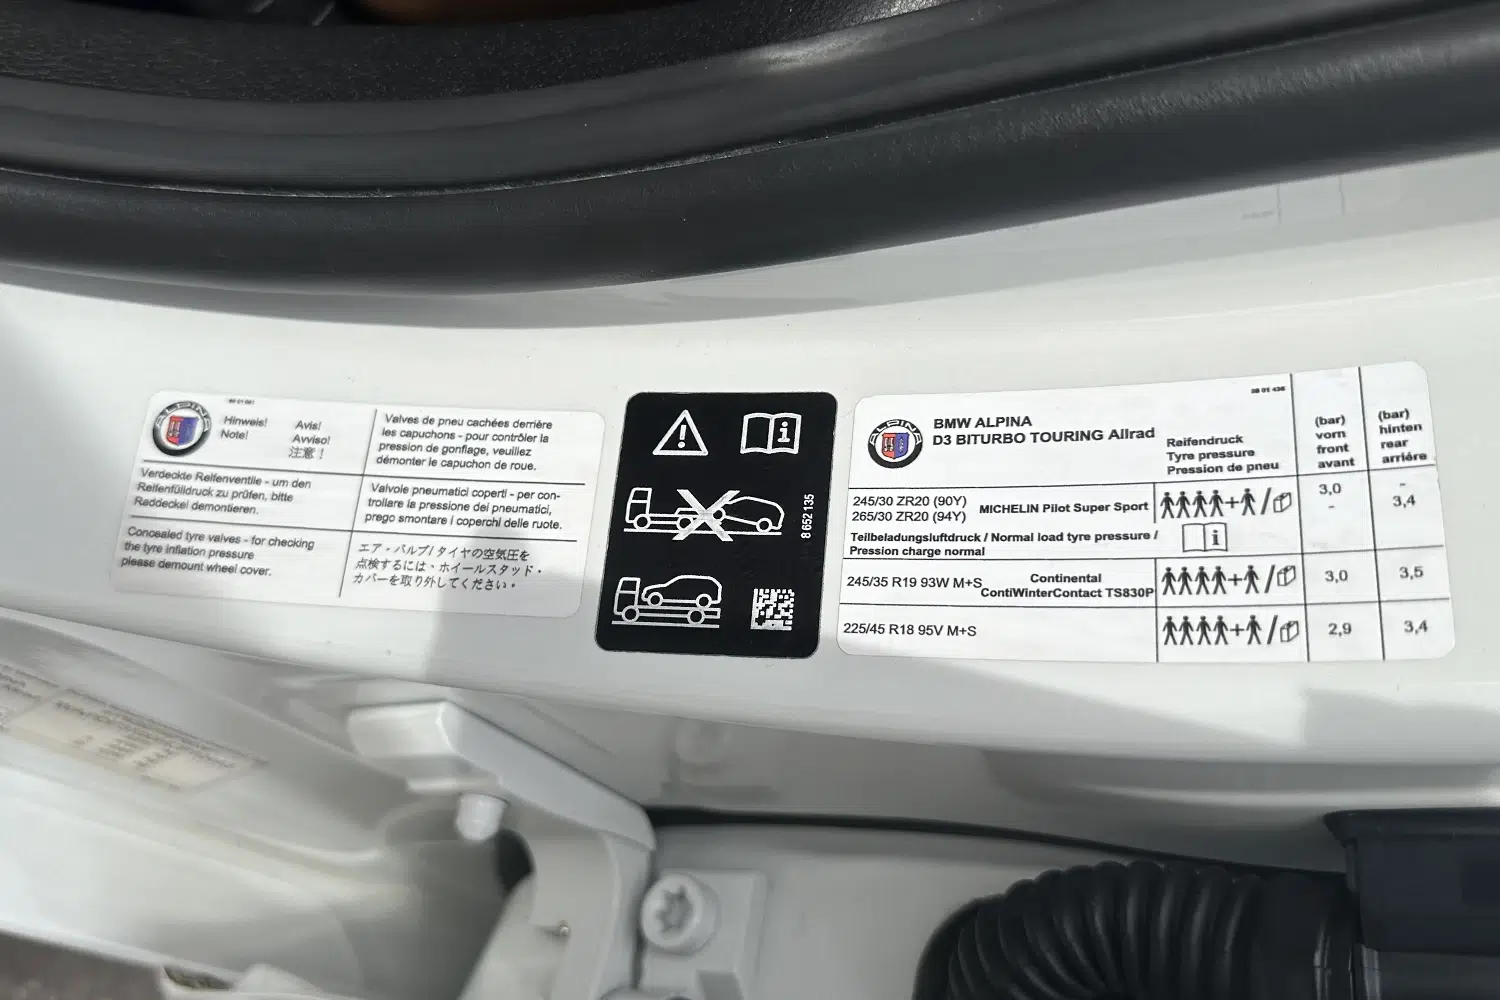 ALPINA
Hinweis!
Note!
Avis!
Avviso!
注意！
Verdeckte Reifenventile - um den
Reifenfülldruck zu prüfen, bitte
Raddeckel demontieren.
Concealed tyre valves - for checking
the tyre inflation pressure
please demount wheel cover.
Valves de pneu cachées derrière
les capuchons - pour contrôler la
pression de gonflage, veuillez
démonter le capuchon de roue.
Valvole pneumatici coperti - per con-
trollare la pressione dei pneumatici,
prego smontare i coperchi delle ruote.
エア・バルブ/タイヤの空気圧を
点検するには、ホイールスタッド・
カバーを取り外してください。
8 652 135
ALPINA
BMW ALPINA
D3 BITURBO TOURING Allrad
Reifendruck
Tyre pressure
Pression de pneu
(bar)
vorn
front
avant
(bar)
hinten
rear
arriére
245/30 ZR20 (90Y)
265/30 ZR20 (94Y)
MICHELIN Pilot Super Sport
+ /
3,0
-
-
3,4
Teilbeladungsluftdruck / Normal load tyre pressure /
Pression charge normal
245/35 R19 93W M+S
Continental
ContiWinterContact TS830P
+ /
3,0
3,5
225/45 R18 95V M+S
+ /
2,9
3,4